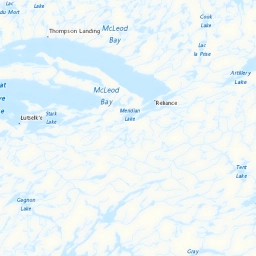 Lac
du Mort
Lake
Thompson Landing
McLeod
Bay
Cook
Lake
Lac
la Prise
Artillery
Lake
McLeod
Bay
Reliance
Meridian
Lake
Stark
Lake
Lutselk'e
Tent
Lake
Gagnon
Lake
Gray